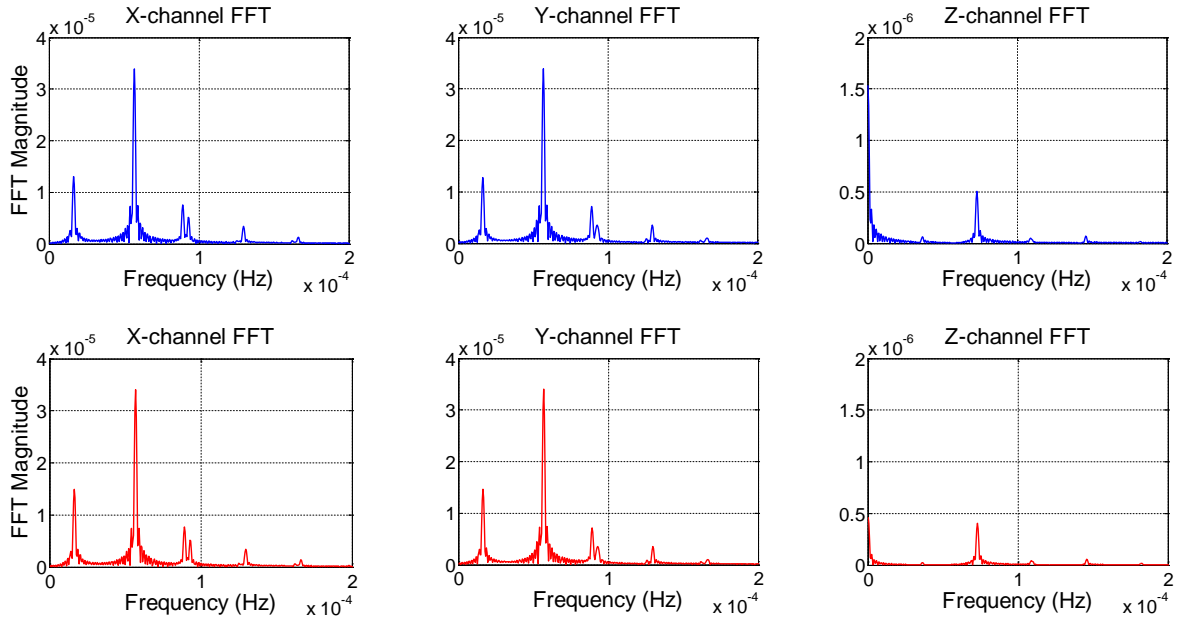 X-channel FFT
x 10^-5
FFT Magnitude
4
3
2
1
0
0
1
2
Frequency (Hz)
x 10^-4
Y-channel FFT
x 10^-5
4
3
2
1
0
0
1
2
Frequency (Hz)
x 10^-4
Z-channel FFT
x 10^-6
2
1.5
1
0.5
0
0
1
2
Frequency (Hz)
x 10^-4
X-channel FFT
x 10^-5
FFT Magnitude
4
3
2
1
0
0
1
2
Frequency (Hz)
x 10^-4
Y-channel FFT
x 10^-5
4
3
2
1
0
0
1
2
Frequency (Hz)
x 10^-4
Z-channel FFT
x 10^-6
2
1.5
1
0.5
0
0
1
2
Frequency (Hz)
x 10^-4